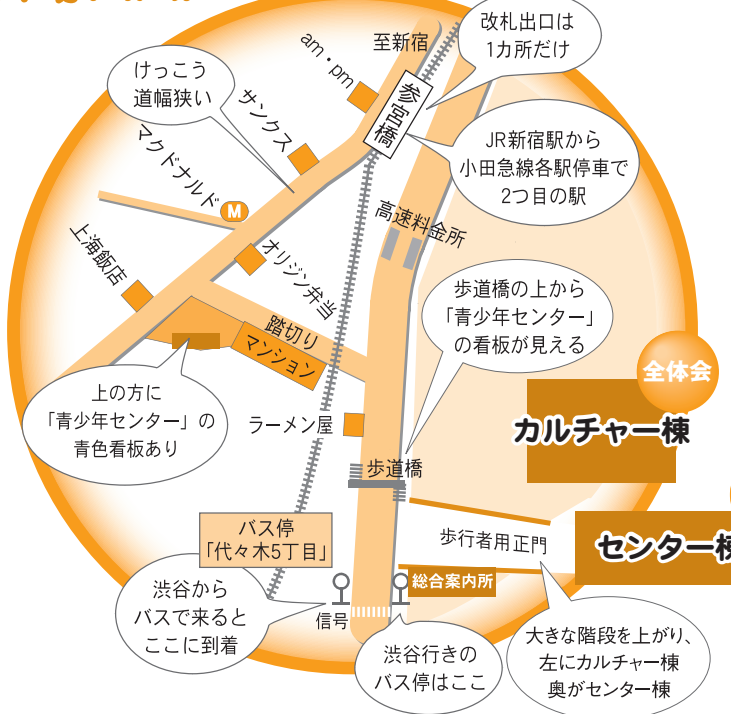 改札出口は
1カ所だけ
至新宿
am・pm
けっこう
道幅狭い
サンクス
参宮橋
マクドナルド
M
JR新宿駅から
小田急線各駅停車で
2つ目の駅
高速料金所
上海飯店
オリジン弁当
歩道橋の上から
「青少年センター」
の看板が見える
踏切り
マンション
全体会
上の方に
「青少年センター」の
青色看板あり
ラーメン屋
カルチャー棟
歩道橋
バス停
「代々木5丁目」
歩行者用正門
センター棟
総合案内所
渋谷から
バスで来ると
ここに到着
信号
渋谷行きの
バス停はここ
大きな階段を上がり、
左にカルチャー棟
奥がセンター棟